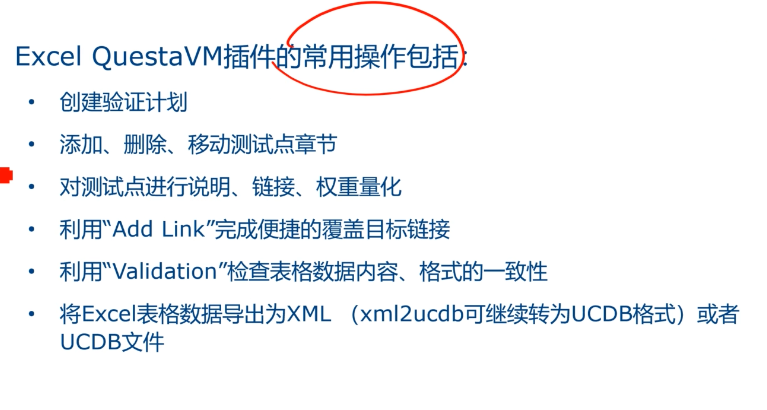 Excel QuestaVM插件的常用操作包括:
• 创建验证计划
• 添加、删除、移动测试点章节
• 对测试点进行说明、链接、权重量化
• 利用“Add Link”完成便捷的覆盖目标链接
• 利用“Validation”检查表格数据内容、格式的一致性
• 将Excel表格数据导出为XML （xml2ucdb可继续转为UCDB格式）或者
UCDB文件